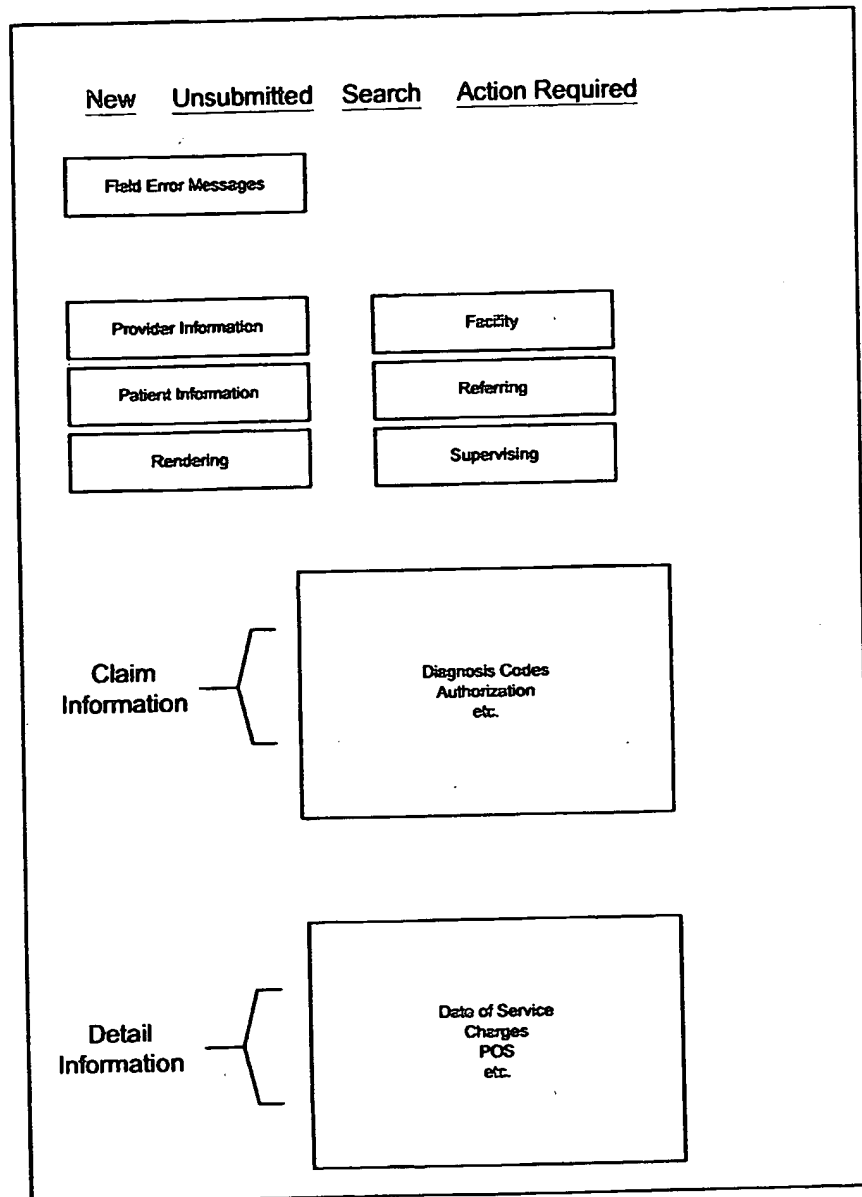 New Unsubmitted Search Action Required
Field Error Messages
Provider Information
Facility
Patient Information
Referring
Rendering
Supervising
Claim
Information
Diagnosis Codes
Authorization
etc.
Detail
Information
Date of Service
Charges
POS
etc.